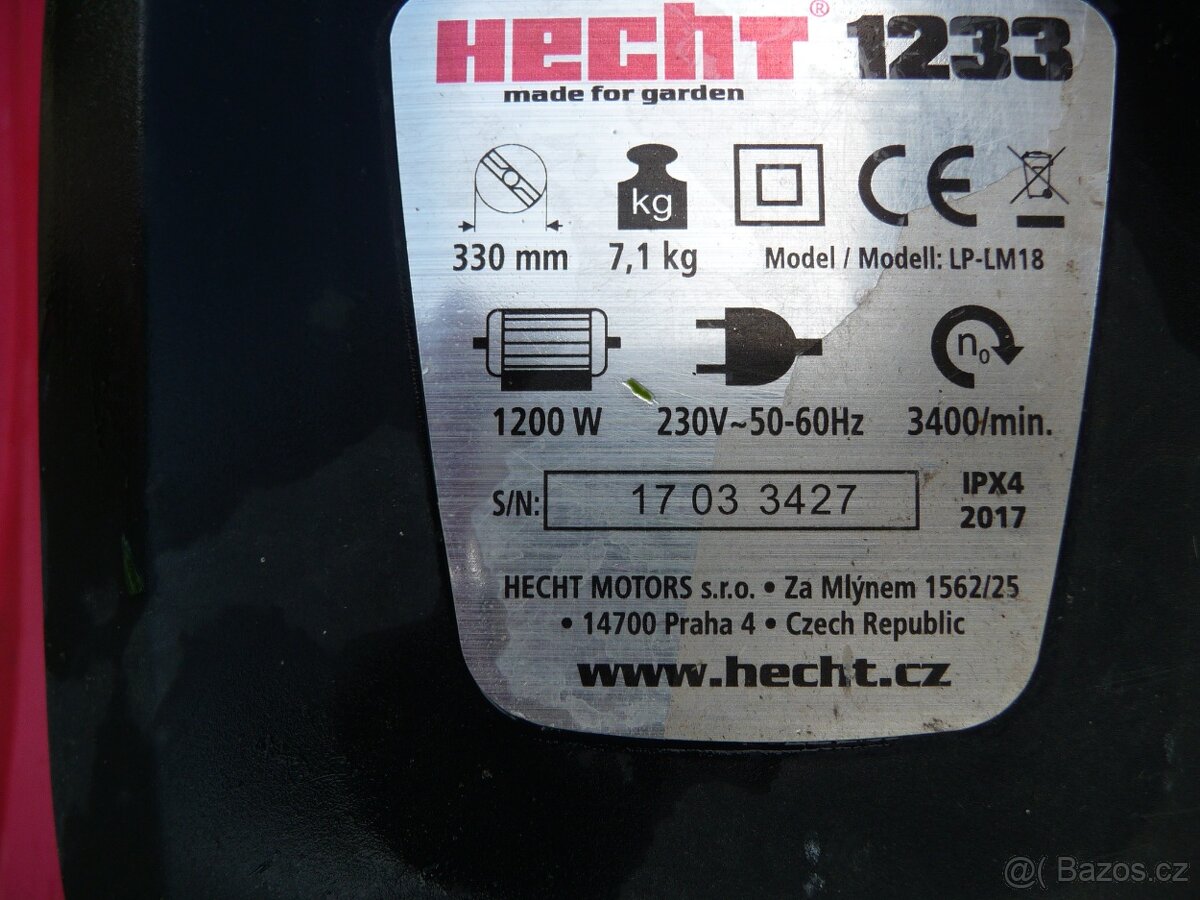 HECHT® 1233
made for garden
kg
330 mm 7,1 kg Model / Modell: LP-LM18
n₀
1200 W 230V~50-60Hz 3400/min.
S/N: 17 03 3427 IPX4
2017
HECHT MOTORS s.r.o. • Za Mlýnem 1562/25
• 14700 Praha 4 • Czech Republic
www.hecht.cz
@( Bazos.cz